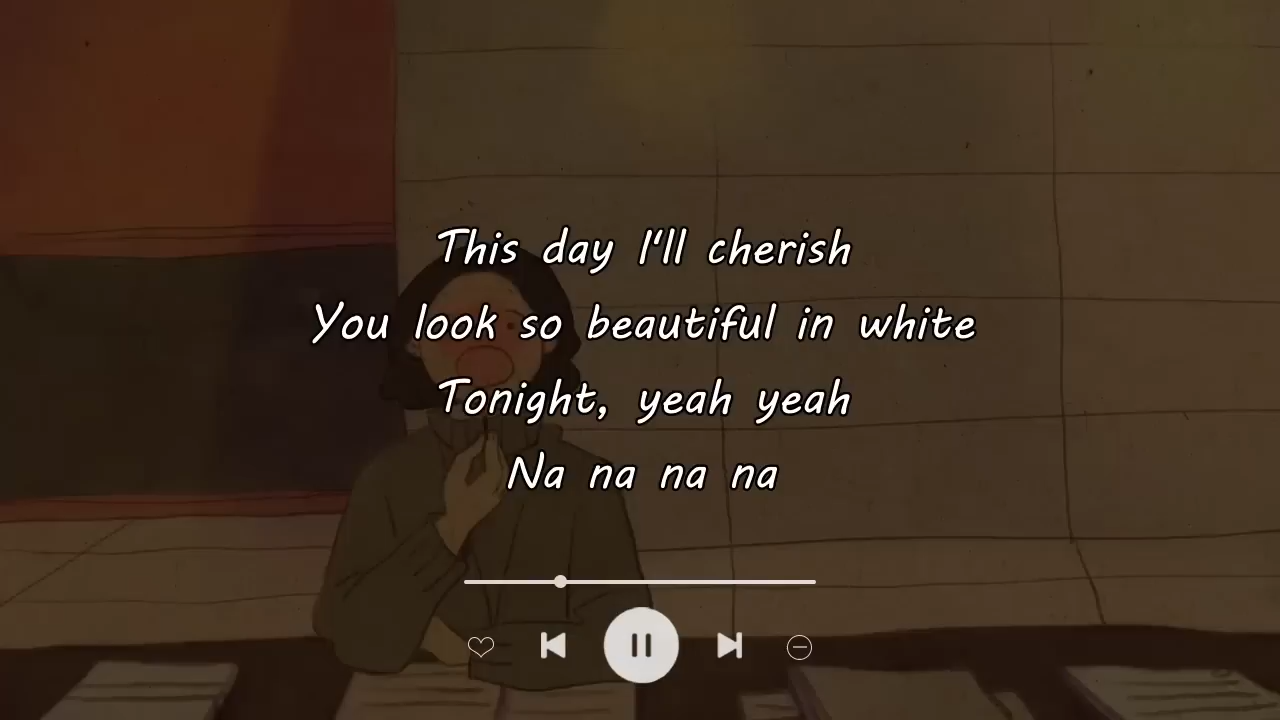 This day I'll cherish
You look so beautiful in white
Tonight, yeah yeah
Na na na na